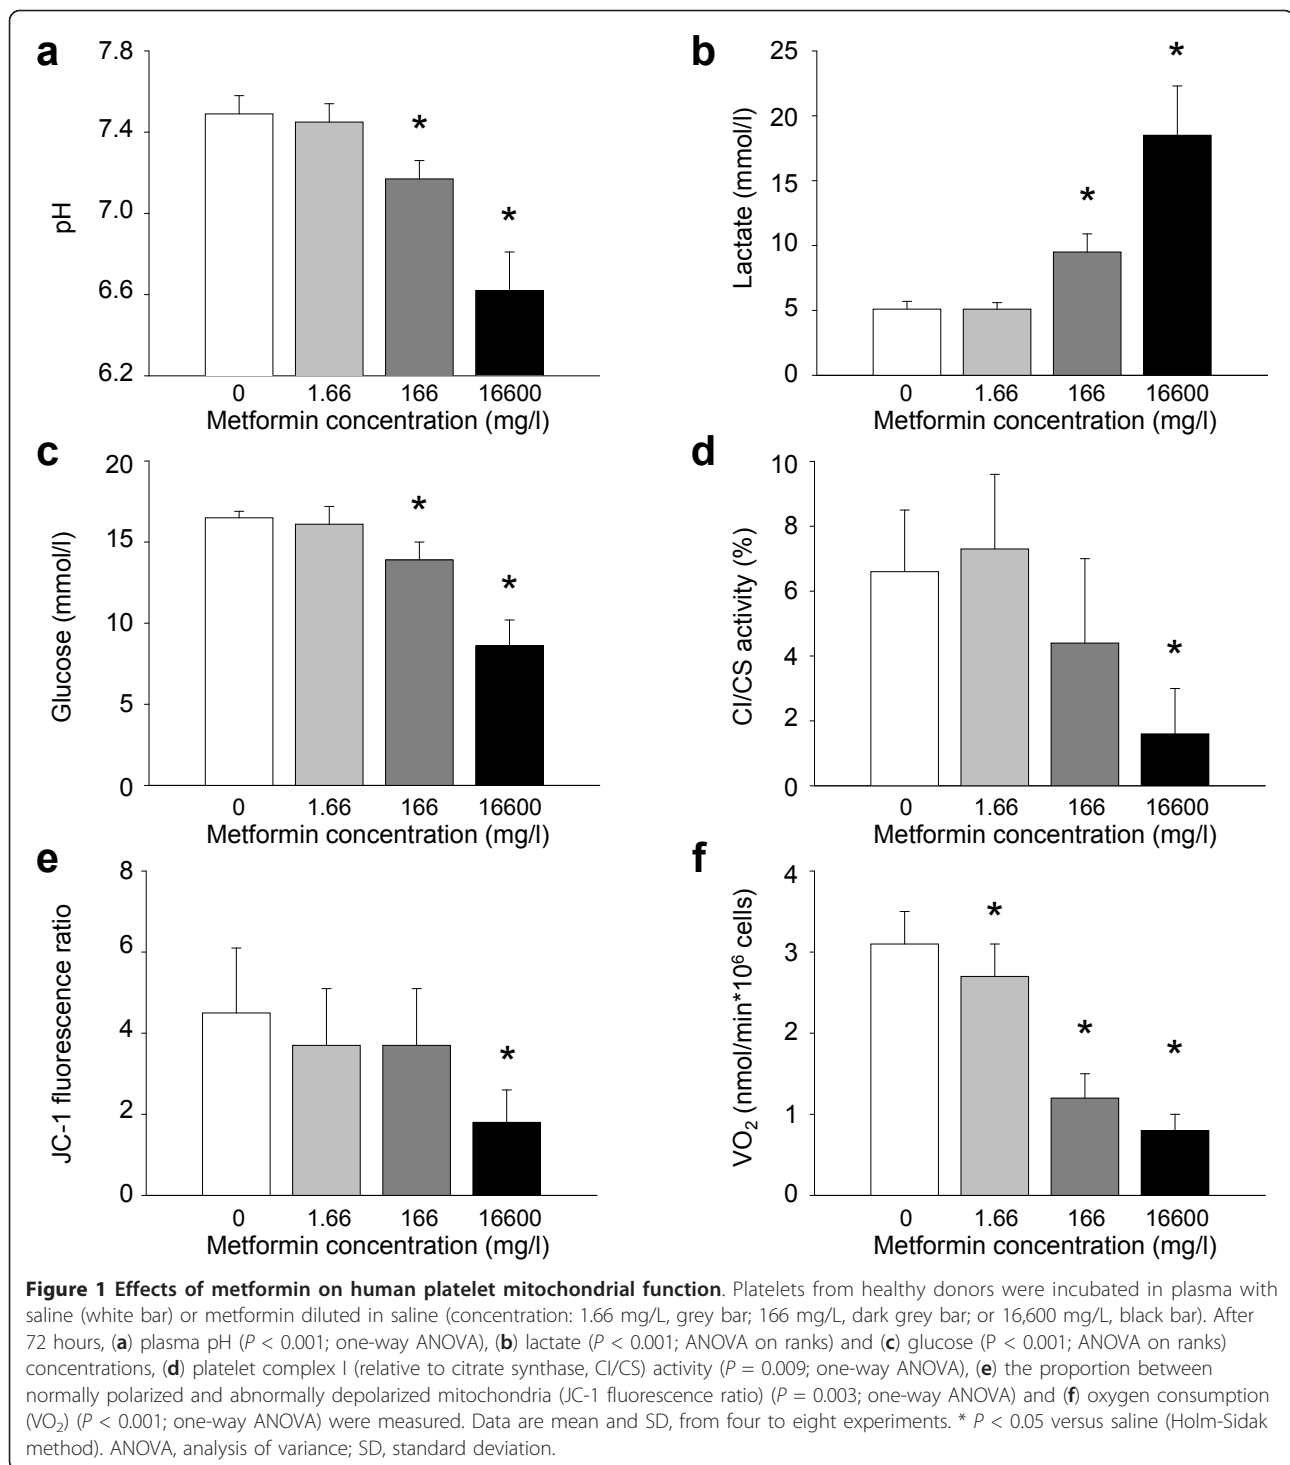 a
7.8
7.4
7.0
6.6
6.2
pH
*
*
0 1.66 166 16600
Metformin concentration (mg/l)
b
25
20
15
10
5
0
Lactate (mmol/l)
*
*
0 1.66 166 16600
Metformin concentration (mg/l)
c
20
15
10
5
0
Glucose (mmol/l)
*
*
0 1.66 166 16600
Metformin concentration (mg/l)
d
10
8
6
4
2
0
CI/CS activity (%)
*
0 1.66 166 16600
Metformin concentration (mg/l)
e
8
6
4
2
0
JC-1 fluorescence ratio
*
0 1.66 166 16600
Metformin concentration (mg/l)
f
4
3
2
1
0
VO₂ (nmol/min*10⁶ cells)
*
*
*
0 1.66 166 16600
Metformin concentration (mg/l)
Figure 1 Effects of metformin on human platelet mitochondrial function. Platelets from healthy donors were incubated in plasma with
saline (white bar) or metformin diluted in saline (concentration: 1.66 mg/L, grey bar; 166 mg/L, dark grey bar; or 16,600 mg/L, black bar). After
72 hours, (a) plasma pH (P < 0.001; one-way ANOVA), (b) lactate (P < 0.001; ANOVA on ranks) and (c) glucose (P < 0.001; ANOVA on ranks)
concentrations, (d) platelet complex I (relative to citrate synthase, CI/CS) activity (P = 0.009; one-way ANOVA), (e) the proportion between
normally polarized and abnormally depolarized mitochondria (JC-1 fluorescence ratio) (P = 0.003; one-way ANOVA) and (f) oxygen consumption
(VO₂) (P < 0.001; one-way ANOVA) were measured. Data are mean and SD, from four to eight experiments. * P < 0.05 versus saline (Holm-Sidak
method). ANOVA, analysis of variance; SD, standard deviation.